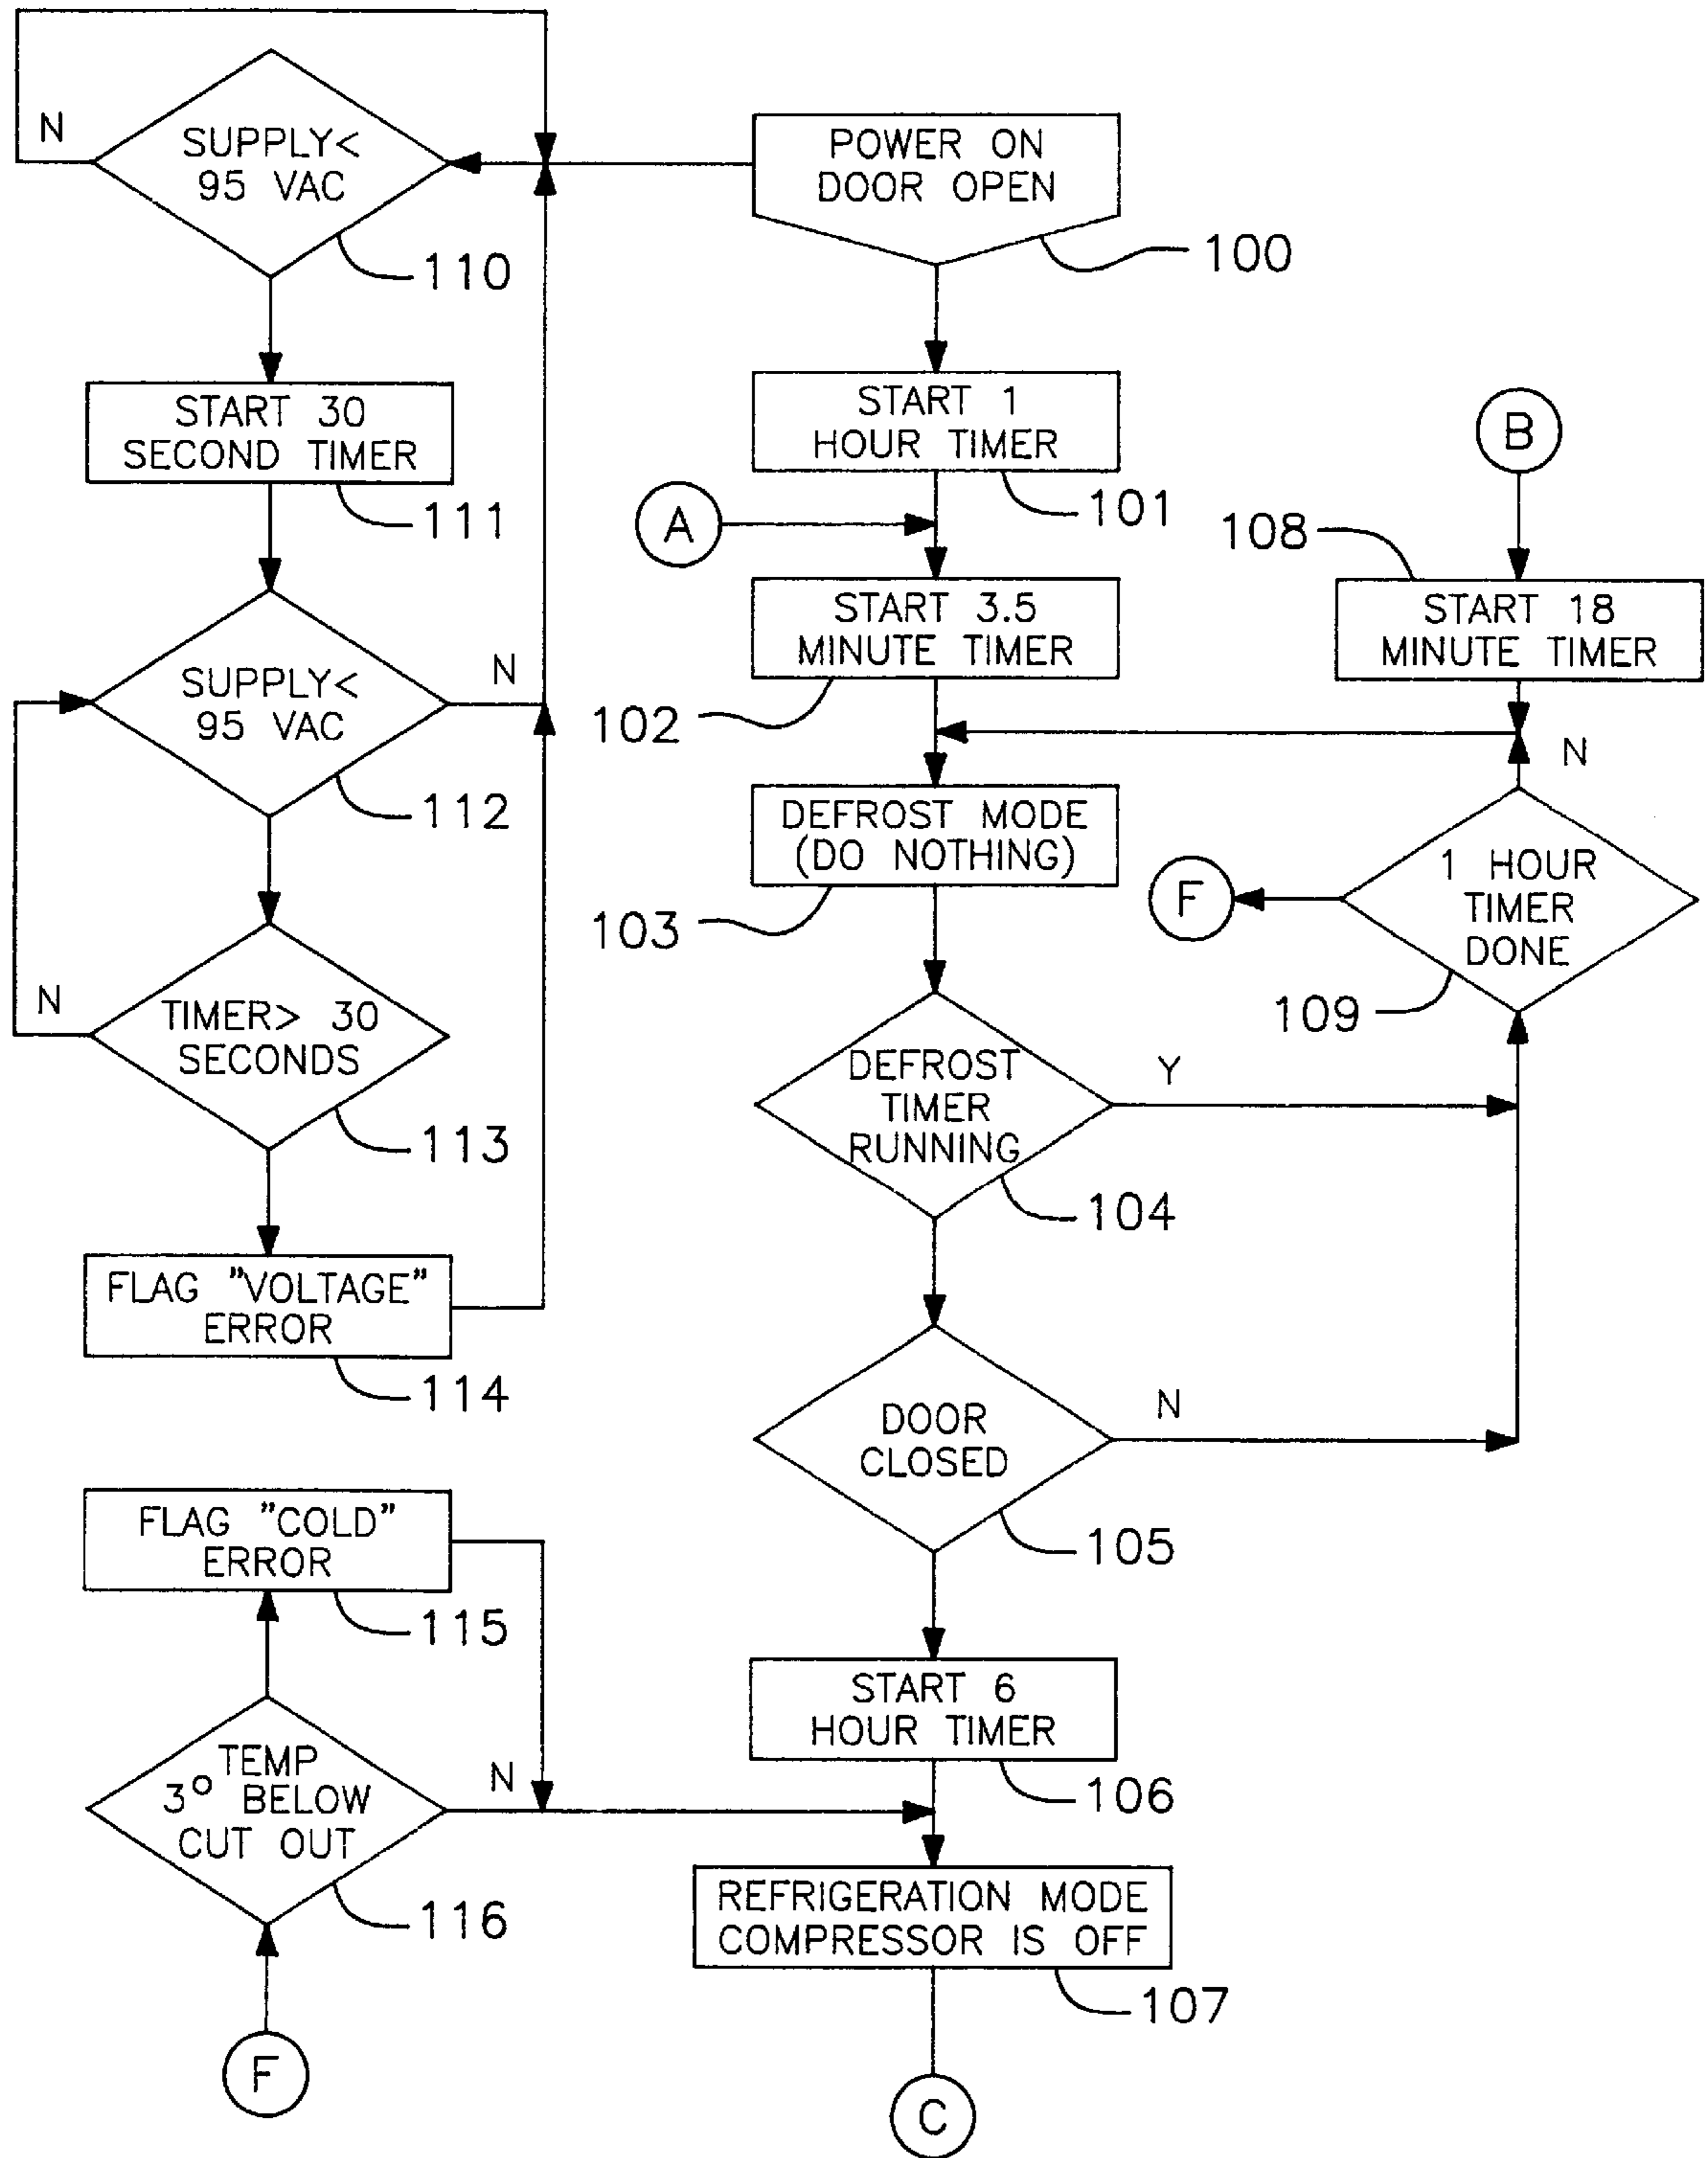 N
SUPPLY<
95 VAC
110
POWER ON
DOOR OPEN
100
START 30
SECOND TIMER
111
START 1
HOUR TIMER
101
A
B
108
START 3.5
MINUTE TIMER
102
START 18
MINUTE TIMER
SUPPLY<
95 VAC
N
112
DEFROST MODE
(DO NOTHING)
103
N
F
1 HOUR
TIMER
DONE
109
N
TIMER> 30
SECONDS
113
DEFROST
TIMER
RUNNING
Y
104
FLAG "VOLTAGE"
ERROR
114
DOOR
CLOSED
N
105
FLAG "COLD"
ERROR
115
START 6
HOUR TIMER
106
TEMP
3° BELOW
CUT OUT
N
116
REFRIGERATION MODE
COMPRESSOR IS OFF
107
F
C